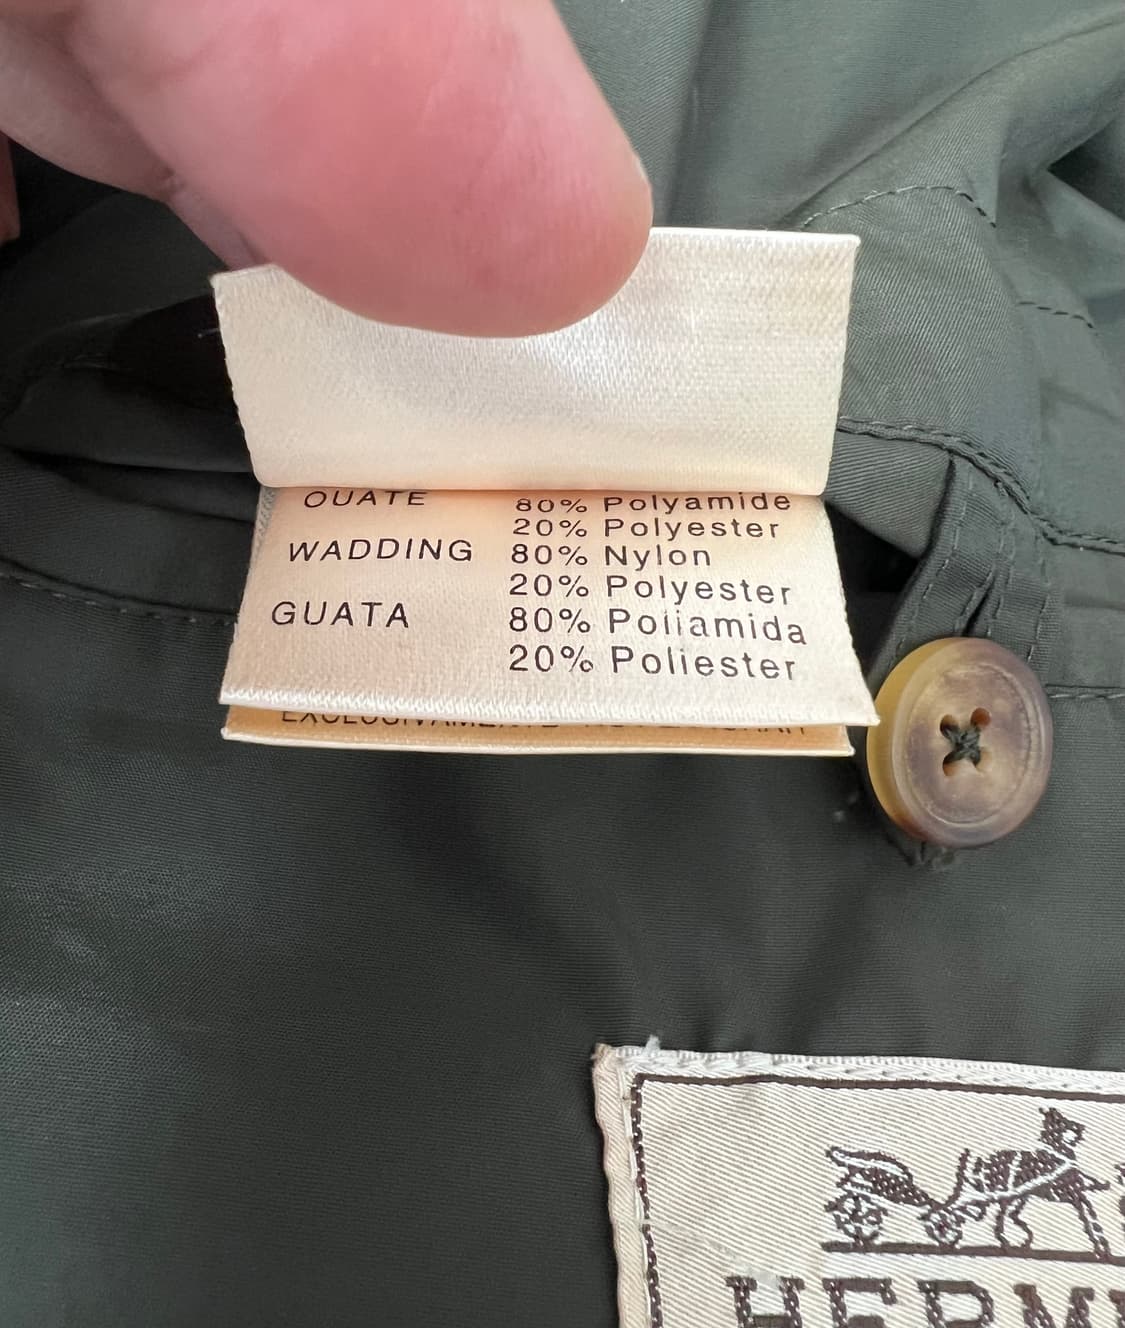 OUATE 80% Polyamide
20% Polyester
WADDING 80% Nylon
20% Polyester
GUATA 80% Poliamida
20% Poliester